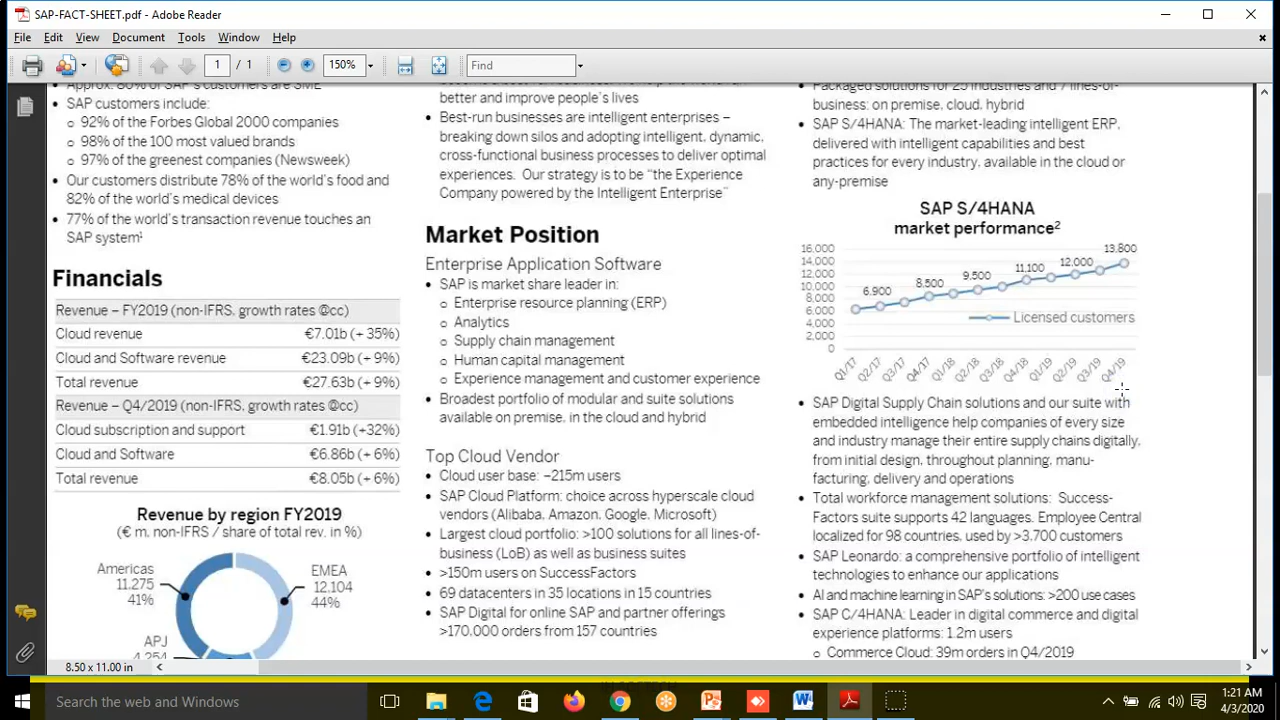 SAP-FACT-SHEET.pdf - Adobe Reader
File Edit View Document Tools Window Help
1 / 1 150% Find
Approx. 80% of SAP's customers are SME
• SAP customers include:
o 92% of the Forbes Global 2000 companies
o 98% of the 100 most valued brands
o 97% of the greenest companies (Newsweek)
• Our customers distribute 78% of the world's food and
82% of the world's medical devices
• 77% of the world's transaction revenue touches an
SAP system¹
Financials
Revenue – FY2019 (non-IFRS, growth rates @cc)
Cloud revenue €7.01b (+ 35%)
Cloud and Software revenue €23.09b (+ 9%)
Total revenue €27.63b (+ 9%)
Revenue – Q4/2019 (non-IFRS, growth rates @cc)
Cloud subscription and support €1.91b (+32%)
Cloud and Software €6.86b (+ 6%)
Total revenue €8.05b (+ 6%)
Revenue by region FY2019
(€ m, non-IFRS / share of total rev. in %)
Americas
11.275
41%
EMEA
12.104
44%
APJ
4.254
better and improve people's lives
• Best-run businesses are intelligent enterprises –
breaking down silos and adopting intelligent, dynamic,
cross-functional business processes to deliver optimal
experiences. Our strategy is to be “the Experience
Company powered by the Intelligent Enterprise”
Market Position
Enterprise Application Software
• SAP is market share leader in:
o Enterprise resource planning (ERP)
o Analytics
o Supply chain management
o Human capital management
o Experience management and customer experience
• Broadest portfolio of modular and suite solutions
available on premise, in the cloud and hybrid
Top Cloud Vendor
• Cloud user base: ~215m users
• SAP Cloud Platform: choice across hyperscale cloud
vendors (Alibaba, Amazon, Google, Microsoft)
• Largest cloud portfolio: >100 solutions for all lines-of-
business (LoB) as well as business suites
• >150m users on SuccessFactors
• 69 datacenters in 35 locations in 15 countries
• SAP Digital for online SAP and partner offerings
>170.000 orders from 157 countries
Packaged solutions for 25 industries and 7 lines-of-
business: on premise, cloud, hybrid
• SAP S/4HANA: The market-leading intelligent ERP,
delivered with intelligent capabilities and best
practices for every industry, available in the cloud or
any-premise
SAP S/4HANA
market performance²
16,000
14,000
12,000
10,000
8,000
6,000
4,000
2,000
0
6.900
8.500
9.500
11,100
12,000
13.800
Licensed customers
Q1/17 Q2/17 Q3/17 Q4/17 Q1/18 Q2/18 Q3/18 Q4/18 Q1/19 Q2/19 Q3/19 Q4/19
• SAP Digital Supply Chain solutions and our suite with
embedded intelligence help companies of every size
and industry manage their entire supply chains digitally,
from initial design, throughout planning, manu-
facturing, delivery and operations
• Total workforce management solutions: Success-
Factors suite supports 42 languages. Employee Central
localized for 98 countries, used by >3.700 customers
• SAP Leonardo: a comprehensive portfolio of intelligent
technologies to enhance our applications
• AI and machine learning in SAP's solutions: >200 use cases
• SAP C/4HANA: Leader in digital commerce and digital
experience platforms: 1.2m users
o Commerce Cloud: 39m orders in Q4/2019
8.50 x 11.00 in
Search the web and Windows
1:21 AM
4/3/2020